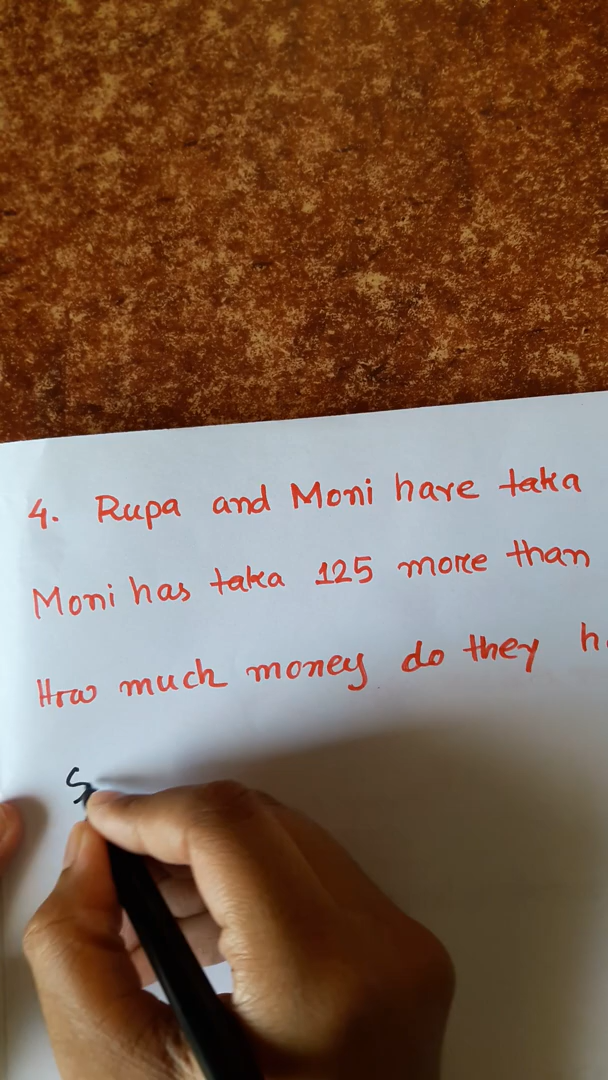 4. Rupa and Moni have taka
Moni has taka 125 more than
How much money do they
S